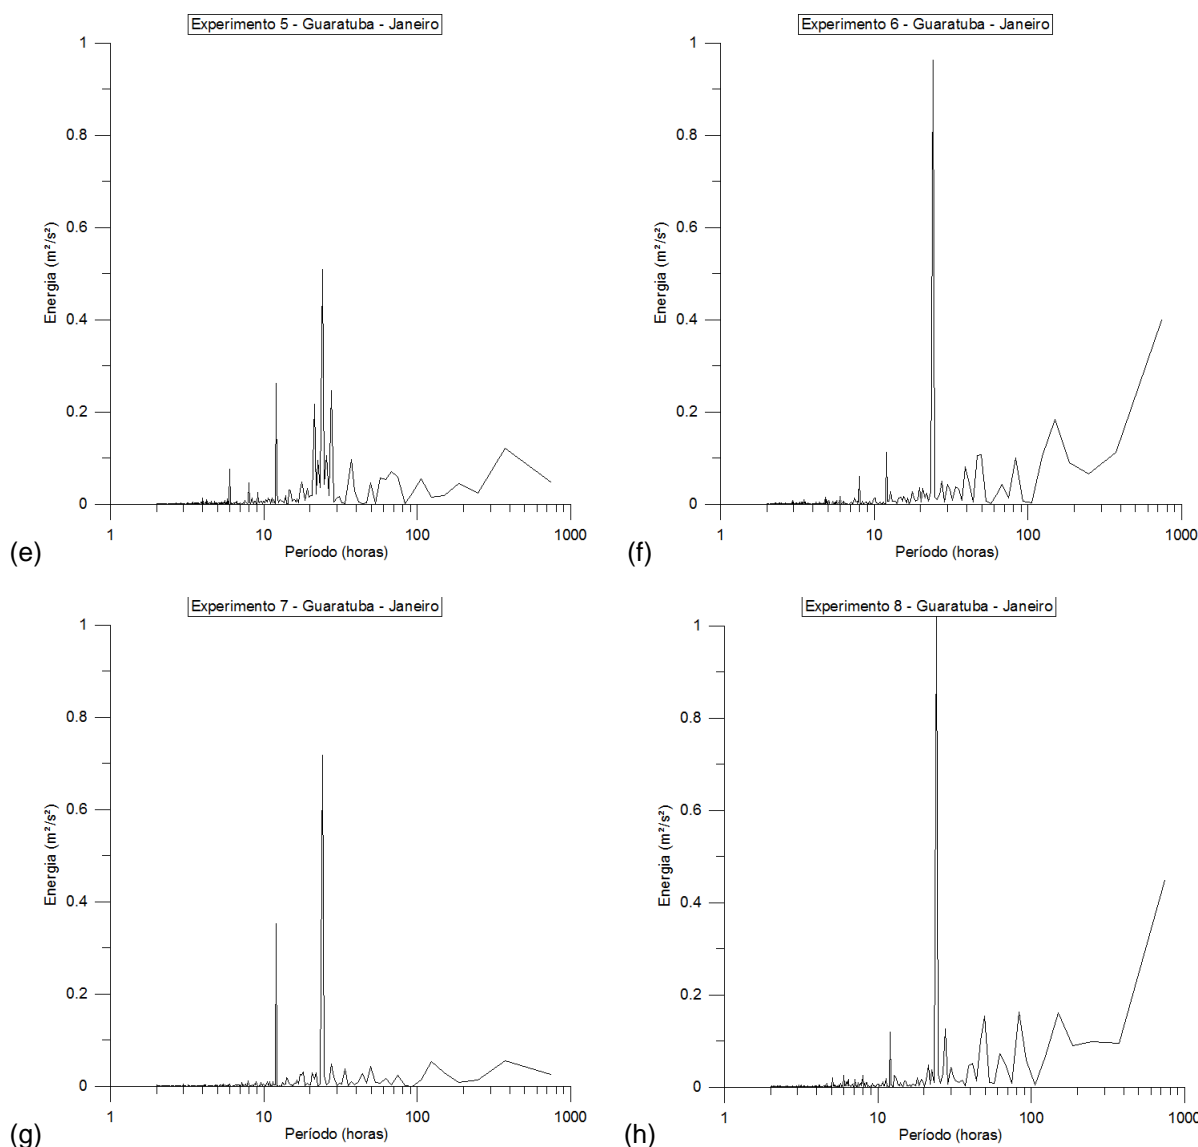 Experimento 5 - Guaratuba - Janeiro
1
0.8
0.6
0.4
0.2
0
Energia (m²/s²)
1 10 100 1000
Período (horas)
(e)
Experimento 6 - Guaratuba - Janeiro
1
0.8
0.6
0.4
0.2
0
Energia (m²/s²)
1 10 100 1000
Período (horas)
(f)
Experimento 7 - Guaratuba - Janeiro
1
0.8
0.6
0.4
0.2
0
Energia (m²/s²)
1 10 100 1000
Período (horas)
(g)
Experimento 8 - Guaratuba - Janeiro
1
0.8
0.6
0.4
0.2
0
Energia (m²/s²)
1 10 100 1000
Período (horas)
(h)